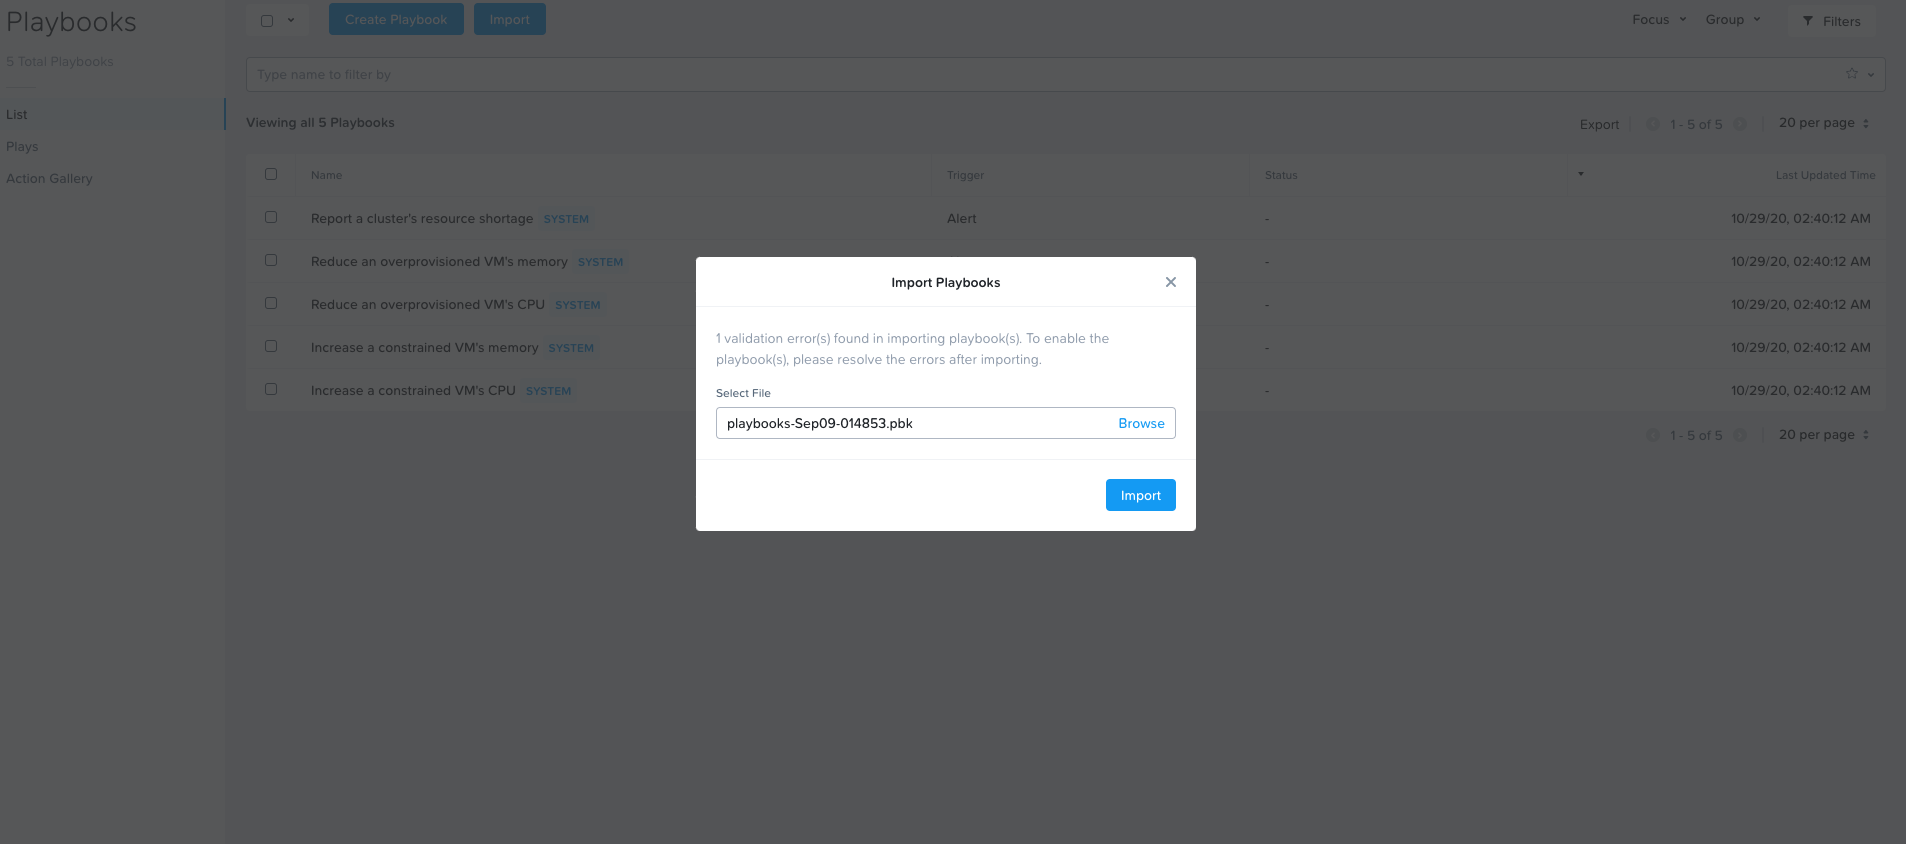 Playbooks
5 Total Playbooks
List
Plays
Action Gallery
Create Playbook Import Focus Group Filters
Type name to filter by
Viewing all 5 Playbooks Export 1 - 5 of 5 20 per page
Name Trigger Status Last Updated Time
Report a cluster's resource shortage SYSTEM Alert - 10/29/20, 02:40:12 AM
Reduce an overprovisioned VM's memory SYSTEM - 10/29/20, 02:40:12 AM
Reduce an overprovisioned VM's CPU SYSTEM - 10/29/20, 02:40:12 AM
Increase a constrained VM's memory SYSTEM - 10/29/20, 02:40:12 AM
Increase a constrained VM's CPU SYSTEM - 10/29/20, 02:40:12 AM
1 - 5 of 5 20 per page
Import Playbooks
1 validation error(s) found in importing playbook(s). To enable the
playbook(s), please resolve the errors after importing.
Select File
playbooks-Sep09-014853.pbk Browse
Import